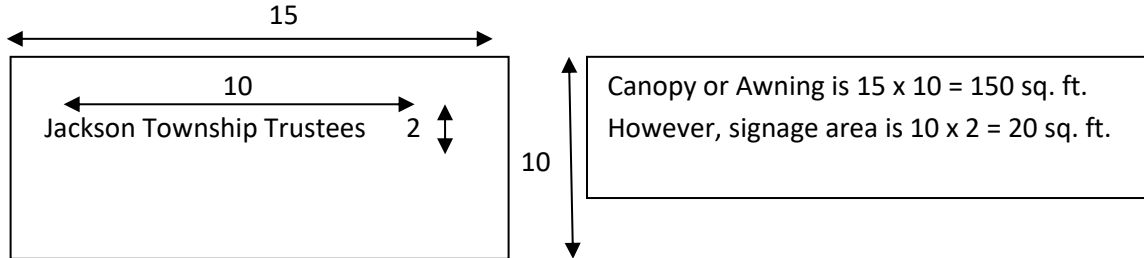 15
10
Jackson Township Trustees 2
10
Canopy or Awning is 15 x 10 = 150 sq. ft.
However, signage area is 10 x 2 = 20 sq. ft.